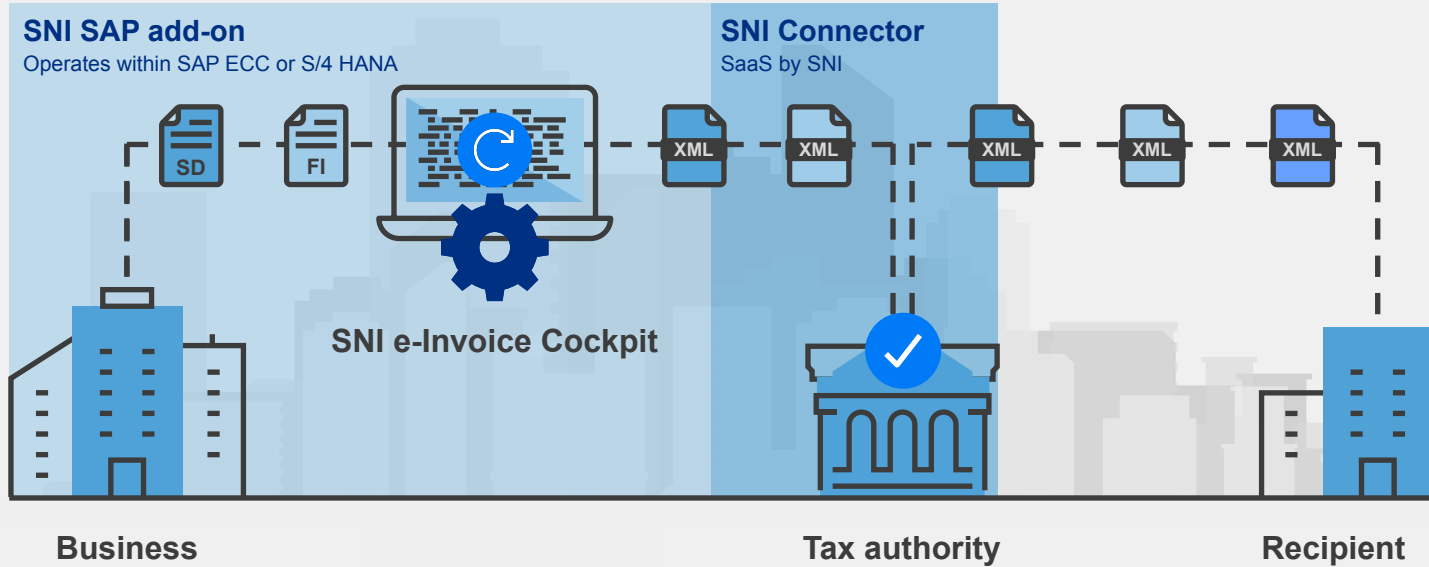 SNI SAP add-on
Operates within SAP ECC or S/4 HANA
SNI Connector
SaaS by SNI
SD
FI
XML
XML
XML
XML
XML
SNI e-Invoice Cockpit
Business
Tax authority
Recipient